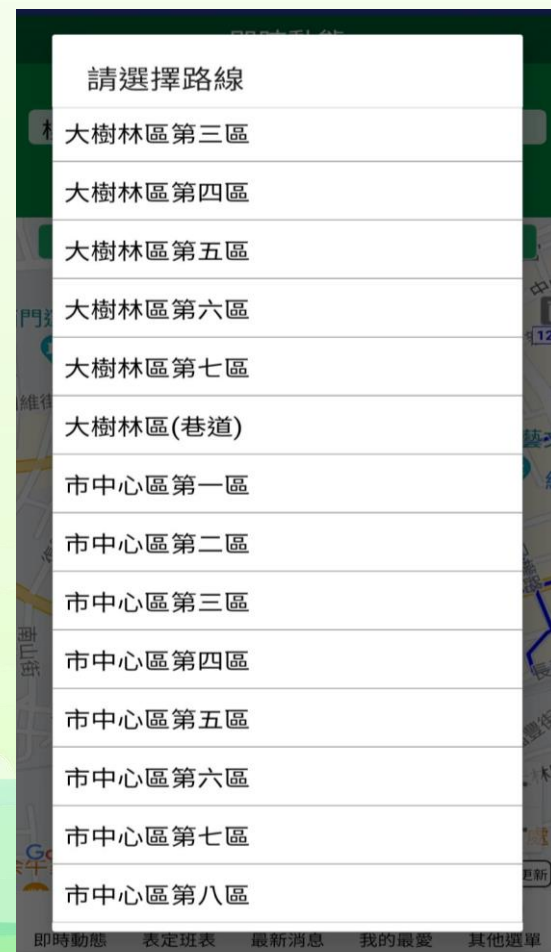 請選擇路線
大樹林區第三區
大樹林區第四區
大樹林區第五區
大樹林區第六區
大樹林區第七區
大樹林區(巷道)
市中心區第一區
市中心區第二區
市中心區第三區
市中心區第四區
市中心區第五區
市中心區第六區
市中心區第七區
市中心區第八區
南山街
更新
即時動態 表定班表 最新消息 我的最愛 其他選單